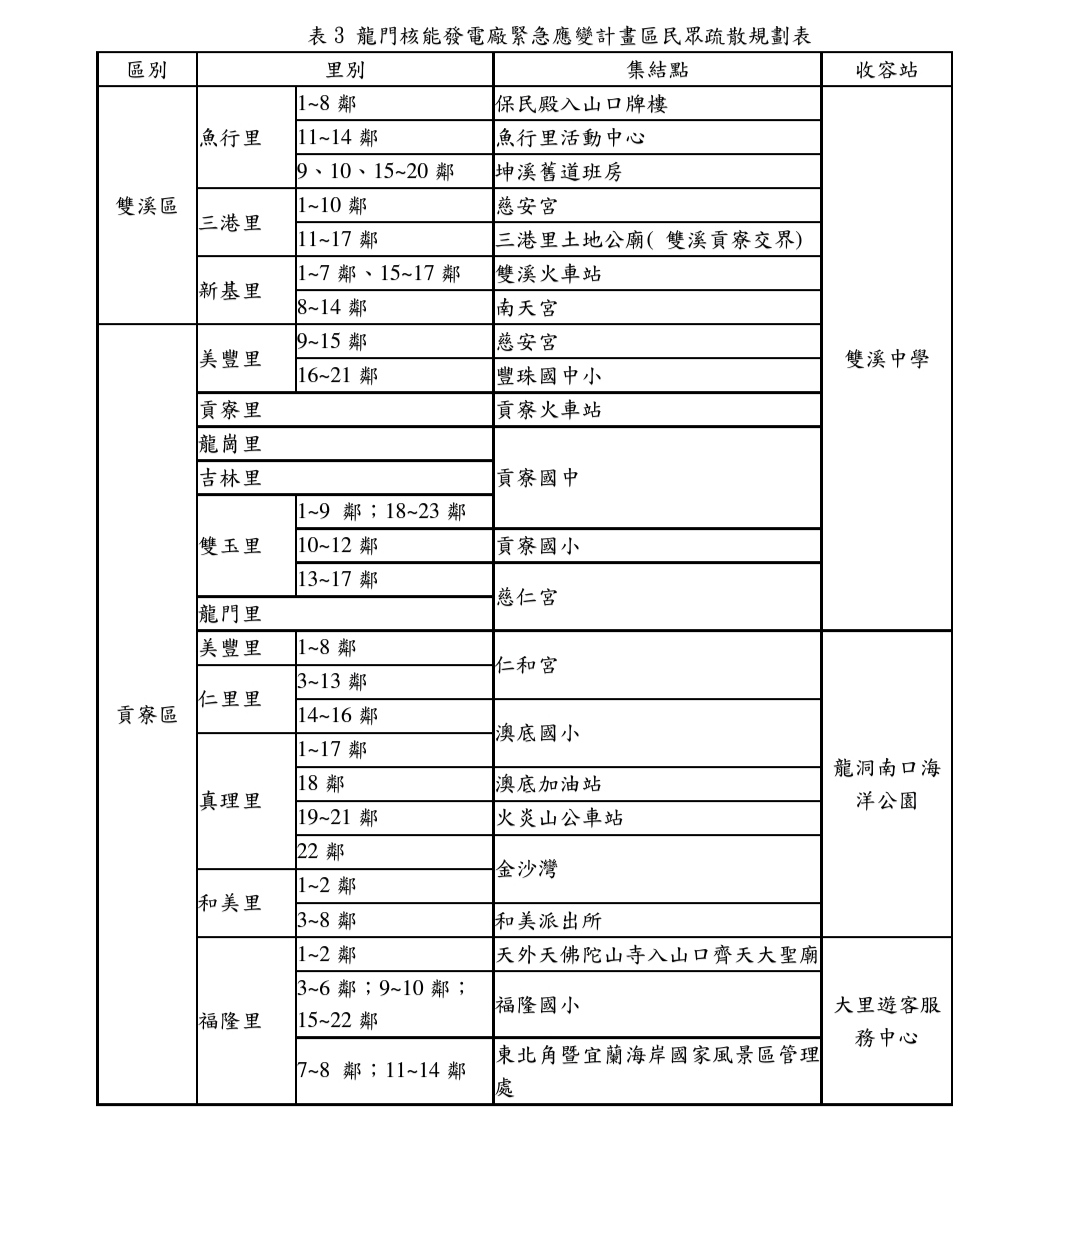 表 3 龍門核能發電廠緊急應變計畫區民眾疏散規劃表
區別 里別 集結點 收容站
雙溪區 魚行里 1~8 鄰 保民殿入山口牌樓 雙溪中學
11~14 鄰 魚行里活動中心
9、10、15~20 鄰 坤溪舊道班房
三港里 1~10 鄰 慈安宮
11~17 鄰 三港里土地公廟( 雙溪貢寮交界)
新基里 1~7 鄰、15~17 鄰 雙溪火車站
8~14 鄰 南天宮
貢寮區 美豐里 9~15 鄰 慈安宮
16~21 鄰 豐珠國中小
貢寮里 貢寮火車站
龍崗里 貢寮國中
吉林里
雙玉里 1~9 鄰；18~23 鄰
10~12 鄰 貢寮國小
13~17 鄰 慈仁宮
龍門里
美豐里 1~8 鄰 仁和宮 龍洞南口海
洋公園
仁里里 3~13 鄰
14~16 鄰 澳底國小
真理里 1~17 鄰
18 鄰 澳底加油站
19~21 鄰 火炎山公車站
22 鄰 金沙灣
和美里 1~2 鄰
3~8 鄰 和美派出所
福隆里 1~2 鄰 天外天佛陀山寺入山口齊天大聖廟 大里遊客服
務中心
3~6 鄰；9~10 鄰；
15~22 鄰 福隆國小
7~8 鄰；11~14 鄰 東北角暨宜蘭海岸國家風景區管理
處